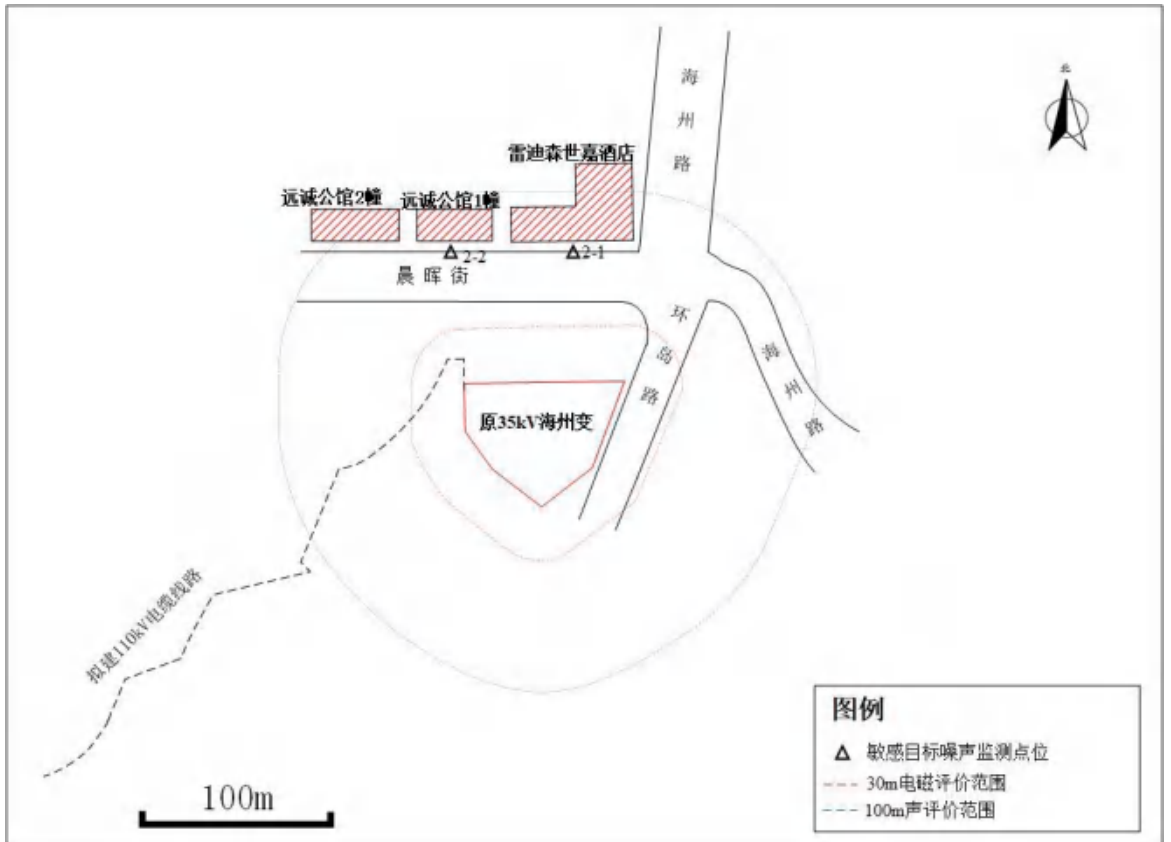 北
海州路
雷迪森世嘉酒店
远诚公馆2幢
远诚公馆1幢
2-2
2-1
晨晖街
环岛路
海州路
原35kV海州变
拟建110kV电缆线路
图例
敏感目标噪声监测点位
30m电磁评价范围
100m声评价范围
100m